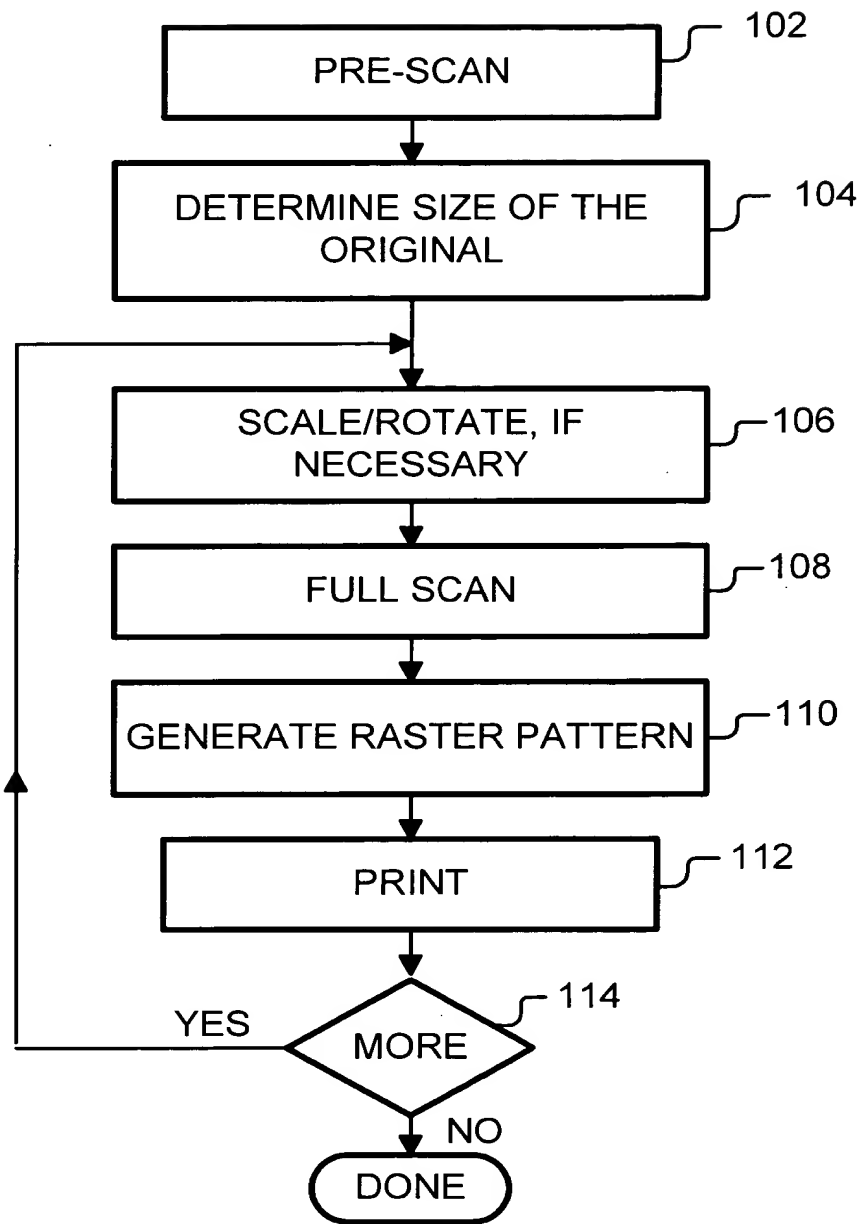 102
PRE-SCAN
104
DETERMINE SIZE OF THE
ORIGINAL
SCALE/ROTATE, IF
NECESSARY
106
FULL SCAN
108
GENERATE RASTER PATTERN
110
PRINT
112
114
YES
MORE
NO
DONE